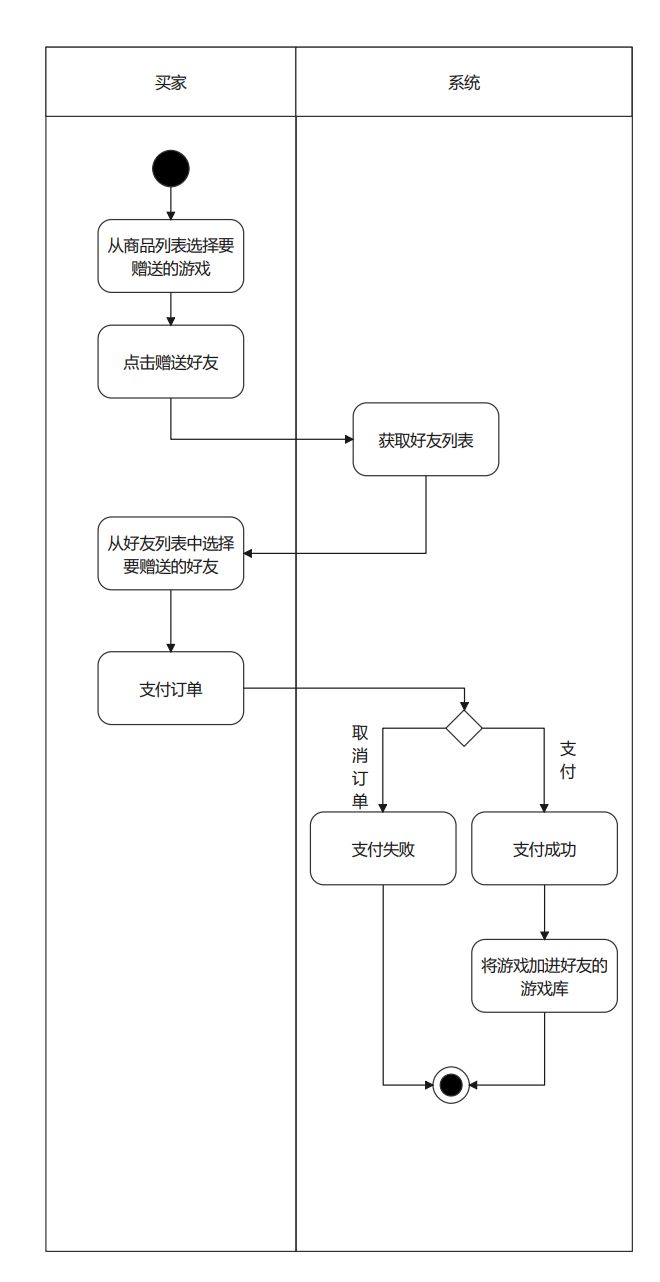 买家
系统
从商品列表选择要
赠送的游戏
点击赠送好友
获取好友列表
从好友列表中选择
要赠送的好友
支付订单
取
消
订
单
支
付
支付失败
支付成功
将游戏加进好友的
游戏库